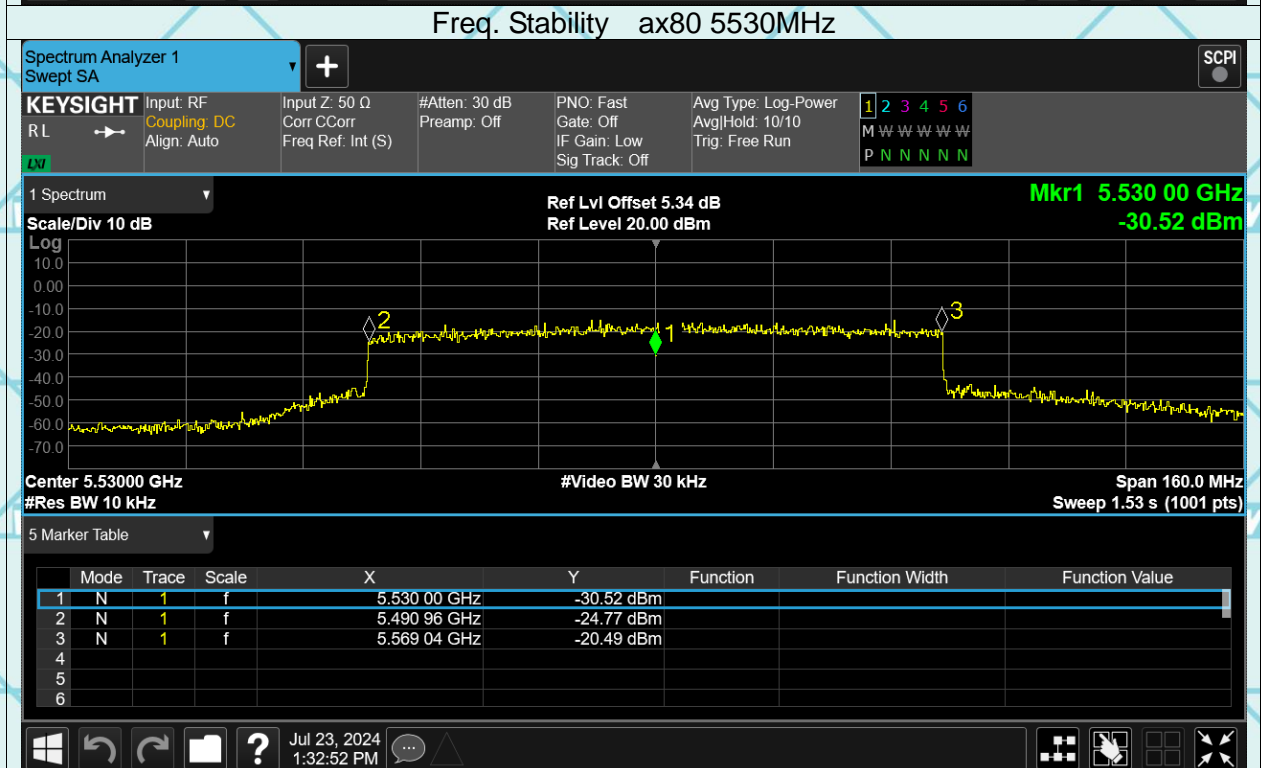 Freq. Stability ax80 5530MHz
Spectrum Analyzer 1
Swept SA
+
SCPI
KEYSIGHT
R L
LXI
Input: RF
Coupling: DC
Align: Auto
Input Z: 50 Ω
Corr CCorr
Freq Ref: Int (S)
#Atten: 30 dB
Preamp: Off
PNO: Fast
Gate: Off
IF Gain: Low
Sig Track: Off
Avg Type: Log-Power
Avg|Hold: 10/10
Trig: Free Run
1 2 3 4 5 6
M W W W W W
P N N N N N
1 Spectrum
Ref Lvl Offset 5.34 dB
Mkr1 5.530 00 GHz
Scale/Div 10 dB
Ref Level 20.00 dBm
-30.52 dBm
Log
10.0
0.00
-10.0
-20.0
-30.0
-40.0
-50.0
-60.0
-70.0
2
1
3
Center 5.53000 GHz
#Video BW 30 kHz
Span 160.0 MHz
#Res BW 10 kHz
Sweep 1.53 s (1001 pts)
5 Marker Table
Mode Trace Scale X Y Function Function Width Function Value
1 N 1 f 5.530 00 GHz -30.52 dBm
2 N 1 f 5.490 96 GHz -24.77 dBm
3 N 1 f 5.569 04 GHz -20.49 dBm
4
5
6
?
Jul 23, 2024
1:32:52 PM